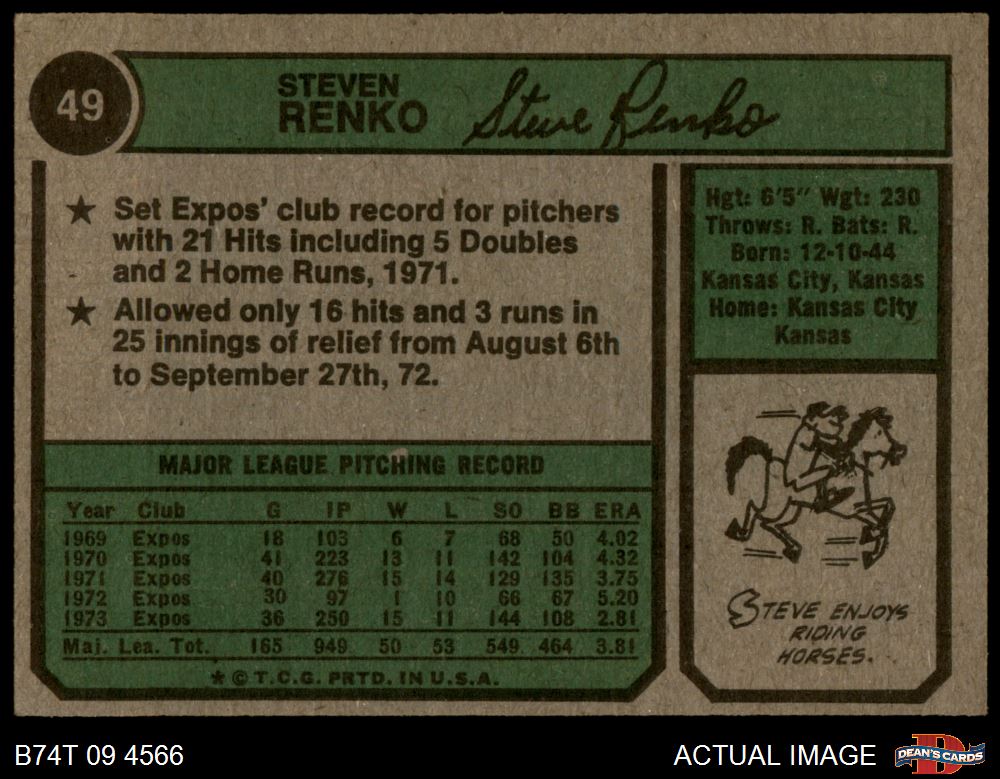 49
STEVEN
RENKO
Steve Renko
★ Set Expos' club record for pitchers
with 21 Hits including 5 Doubles
and 2 Home Runs, 1971.
★ Allowed only 16 hits and 3 runs in
25 innings of relief from August 6th
to September 27th, 72.
Hgt: 6'5" Wgt: 230
Throws: R. Bats: R.
Born: 12-10-44
Kansas City, Kansas
Home: Kansas City
Kansas
MAJOR LEAGUE PITCHING RECORD
Year Club G IP W L SO BB ERA
1969 Expos 18 103 6 7 68 50 4.02
1970 Expos 41 223 13 11 142 104 4.32
1971 Expos 40 276 15 14 129 135 3.75
1972 Expos 30 97 1 10 66 67 5.20
1973 Expos 36 250 15 11 144 108 2.81
Maj. Lea. Tot. 165 949 50 53 549 464 3.81
★ © T.C.G. PRTD. IN U.S.A.
STEVE ENJOYS
RIDING
HORSES.
B74T 09 4566
ACTUAL IMAGE
DEAN'S CARDS